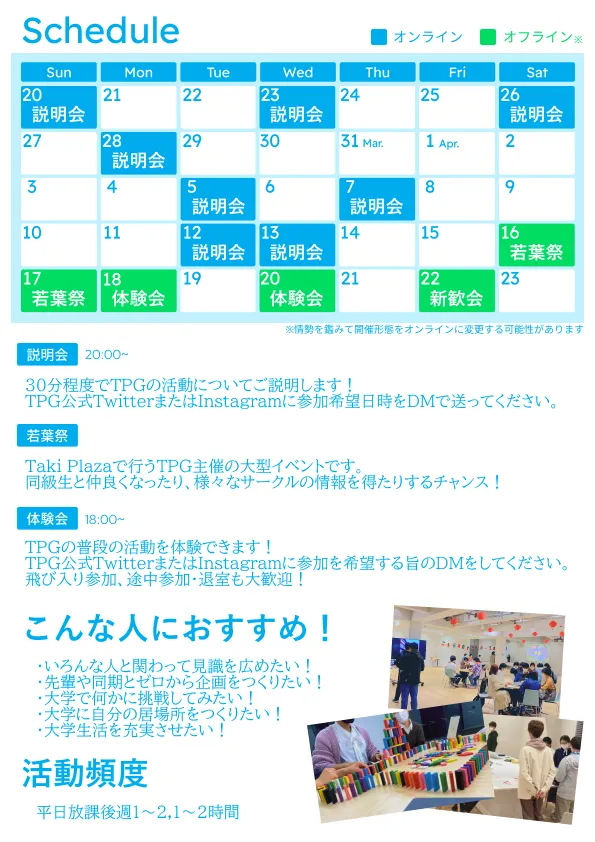 Schedule
オンライン オフライン※
Sun Mon Tue Wed Thu Fri Sat
20 説明会 21 22 23 説明会 24 25 26 説明会
27 28 説明会 29 30 31 Mar. 1 Apr. 2
3 4 5 説明会 6 7 説明会 8 9
10 11 12 説明会 13 説明会 14 15 16 若葉祭
17 若葉祭 18 体験会 19 20 体験会 21 22 新歓会 23
※情勢を鑑みて開催形態をオンラインに変更する可能性があります
説明会 20:00~
30分程度でTPGの活動についてご説明します！
TPG公式TwitterまたはInstagramに参加希望日時をDMで送ってください。
若葉祭
Taki Plazaで行うTPG主催の大型イベントです。
同級生と仲良くなったり、様々なサークルの情報を得たりするチャンス！
体験会 18:00~
TPGの普段の活動を体験できます！
TPG公式TwitterまたはInstagramに参加を希望する旨のDMをしてください。
飛び入り参加、途中参加・退室も大歓迎！
こんな人におすすめ！
・いろんな人と関わって見識を広めたい！
・先輩や同期とゼロから企画をつくりたい！
・大学で何かに挑戦してみたい！
・大学に自分の居場所をつくりたい！
・大学生活を充実させたい！
活動頻度
平日放課後週1～2,1～2時間